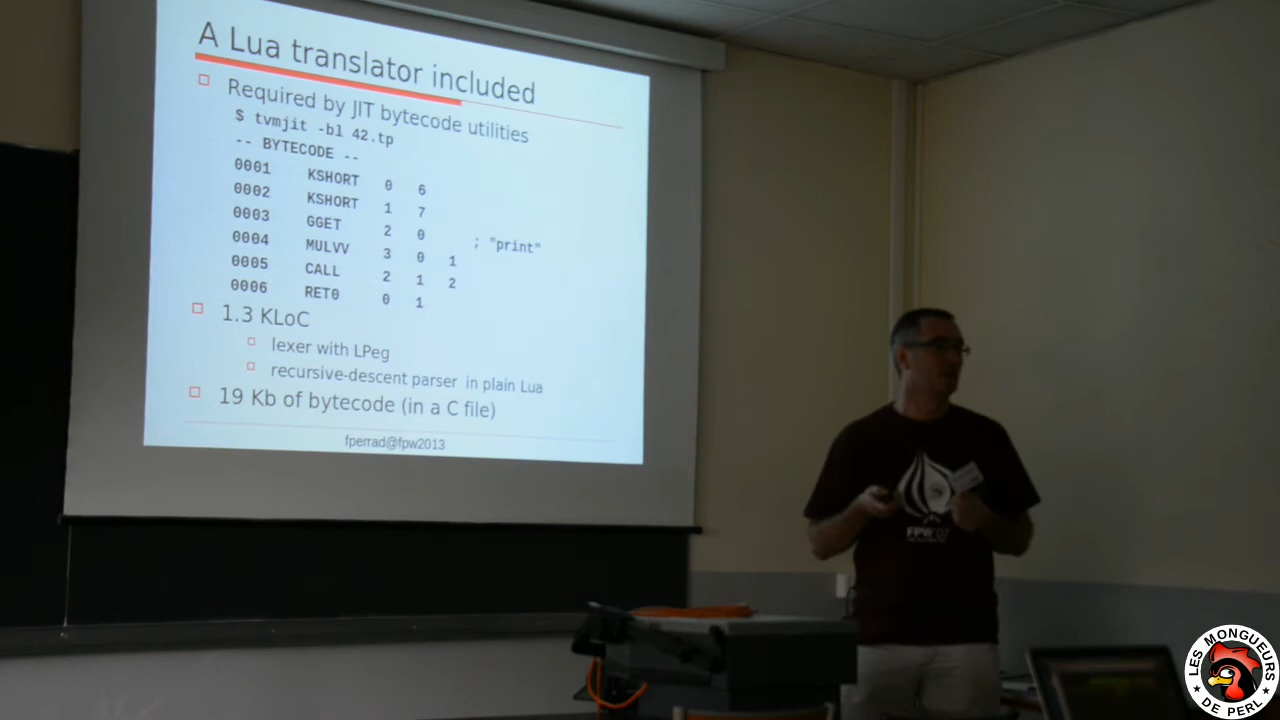 A Lua translator included
Required by JIT bytecode utilities
$ tvmjit -bl 42.tp
-- BYTECODE --
0001 KSHORT 0 6
0002 KSHORT 1 7
0003 GGET 2 0 ; "print"
0004 MULVV 3 0 1
0005 CALL 2 1 2
0006 RET0 0 1
1.3 KLoC
lexer with LPeg
recursive-descent parser in plain Lua
19 Kb of bytecode (in a C file)
fperrad@fpw2013
FPW
LES MONGUEURS
★ DE PERL ★